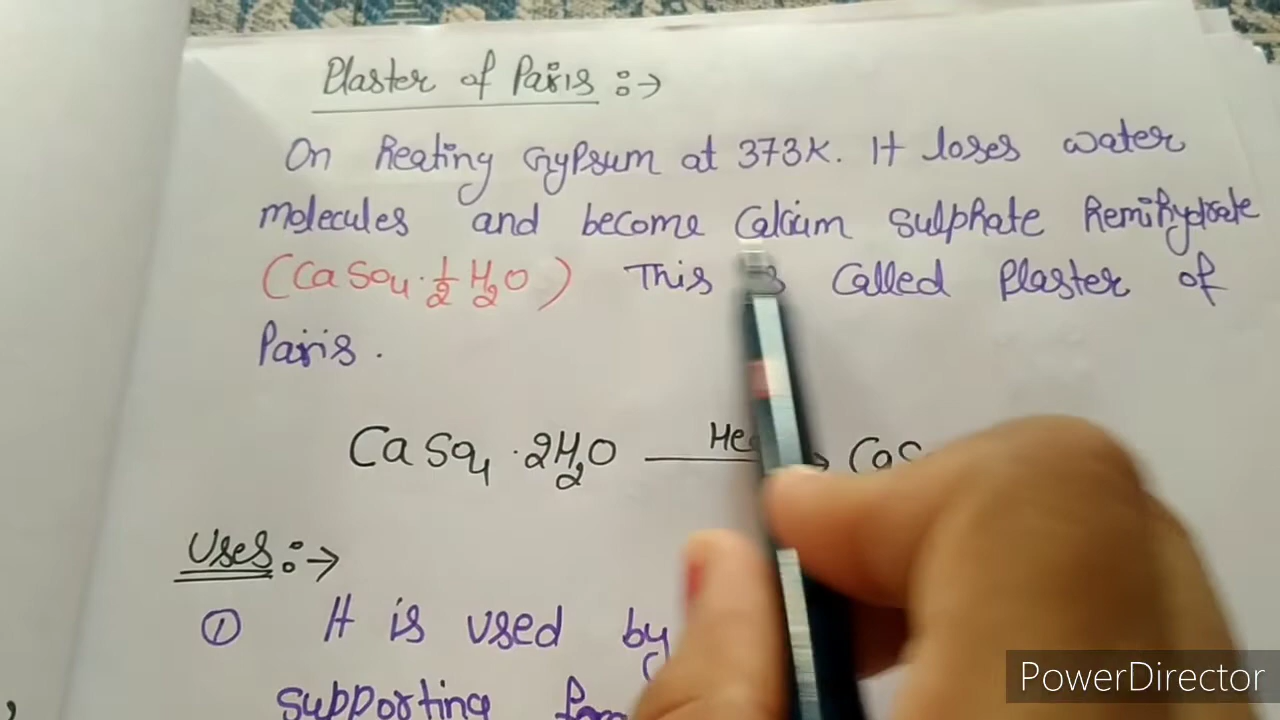 Plaster of Paris :→
On heating Gypsum at 373K. It loses water
molecules and become Calcium sulphate hemihydrate
(CaSO4·½H2O) This is called Plaster of
Paris.
CaSO4·2H2O
Uses :→
① It is used by
supporting
PowerDirector